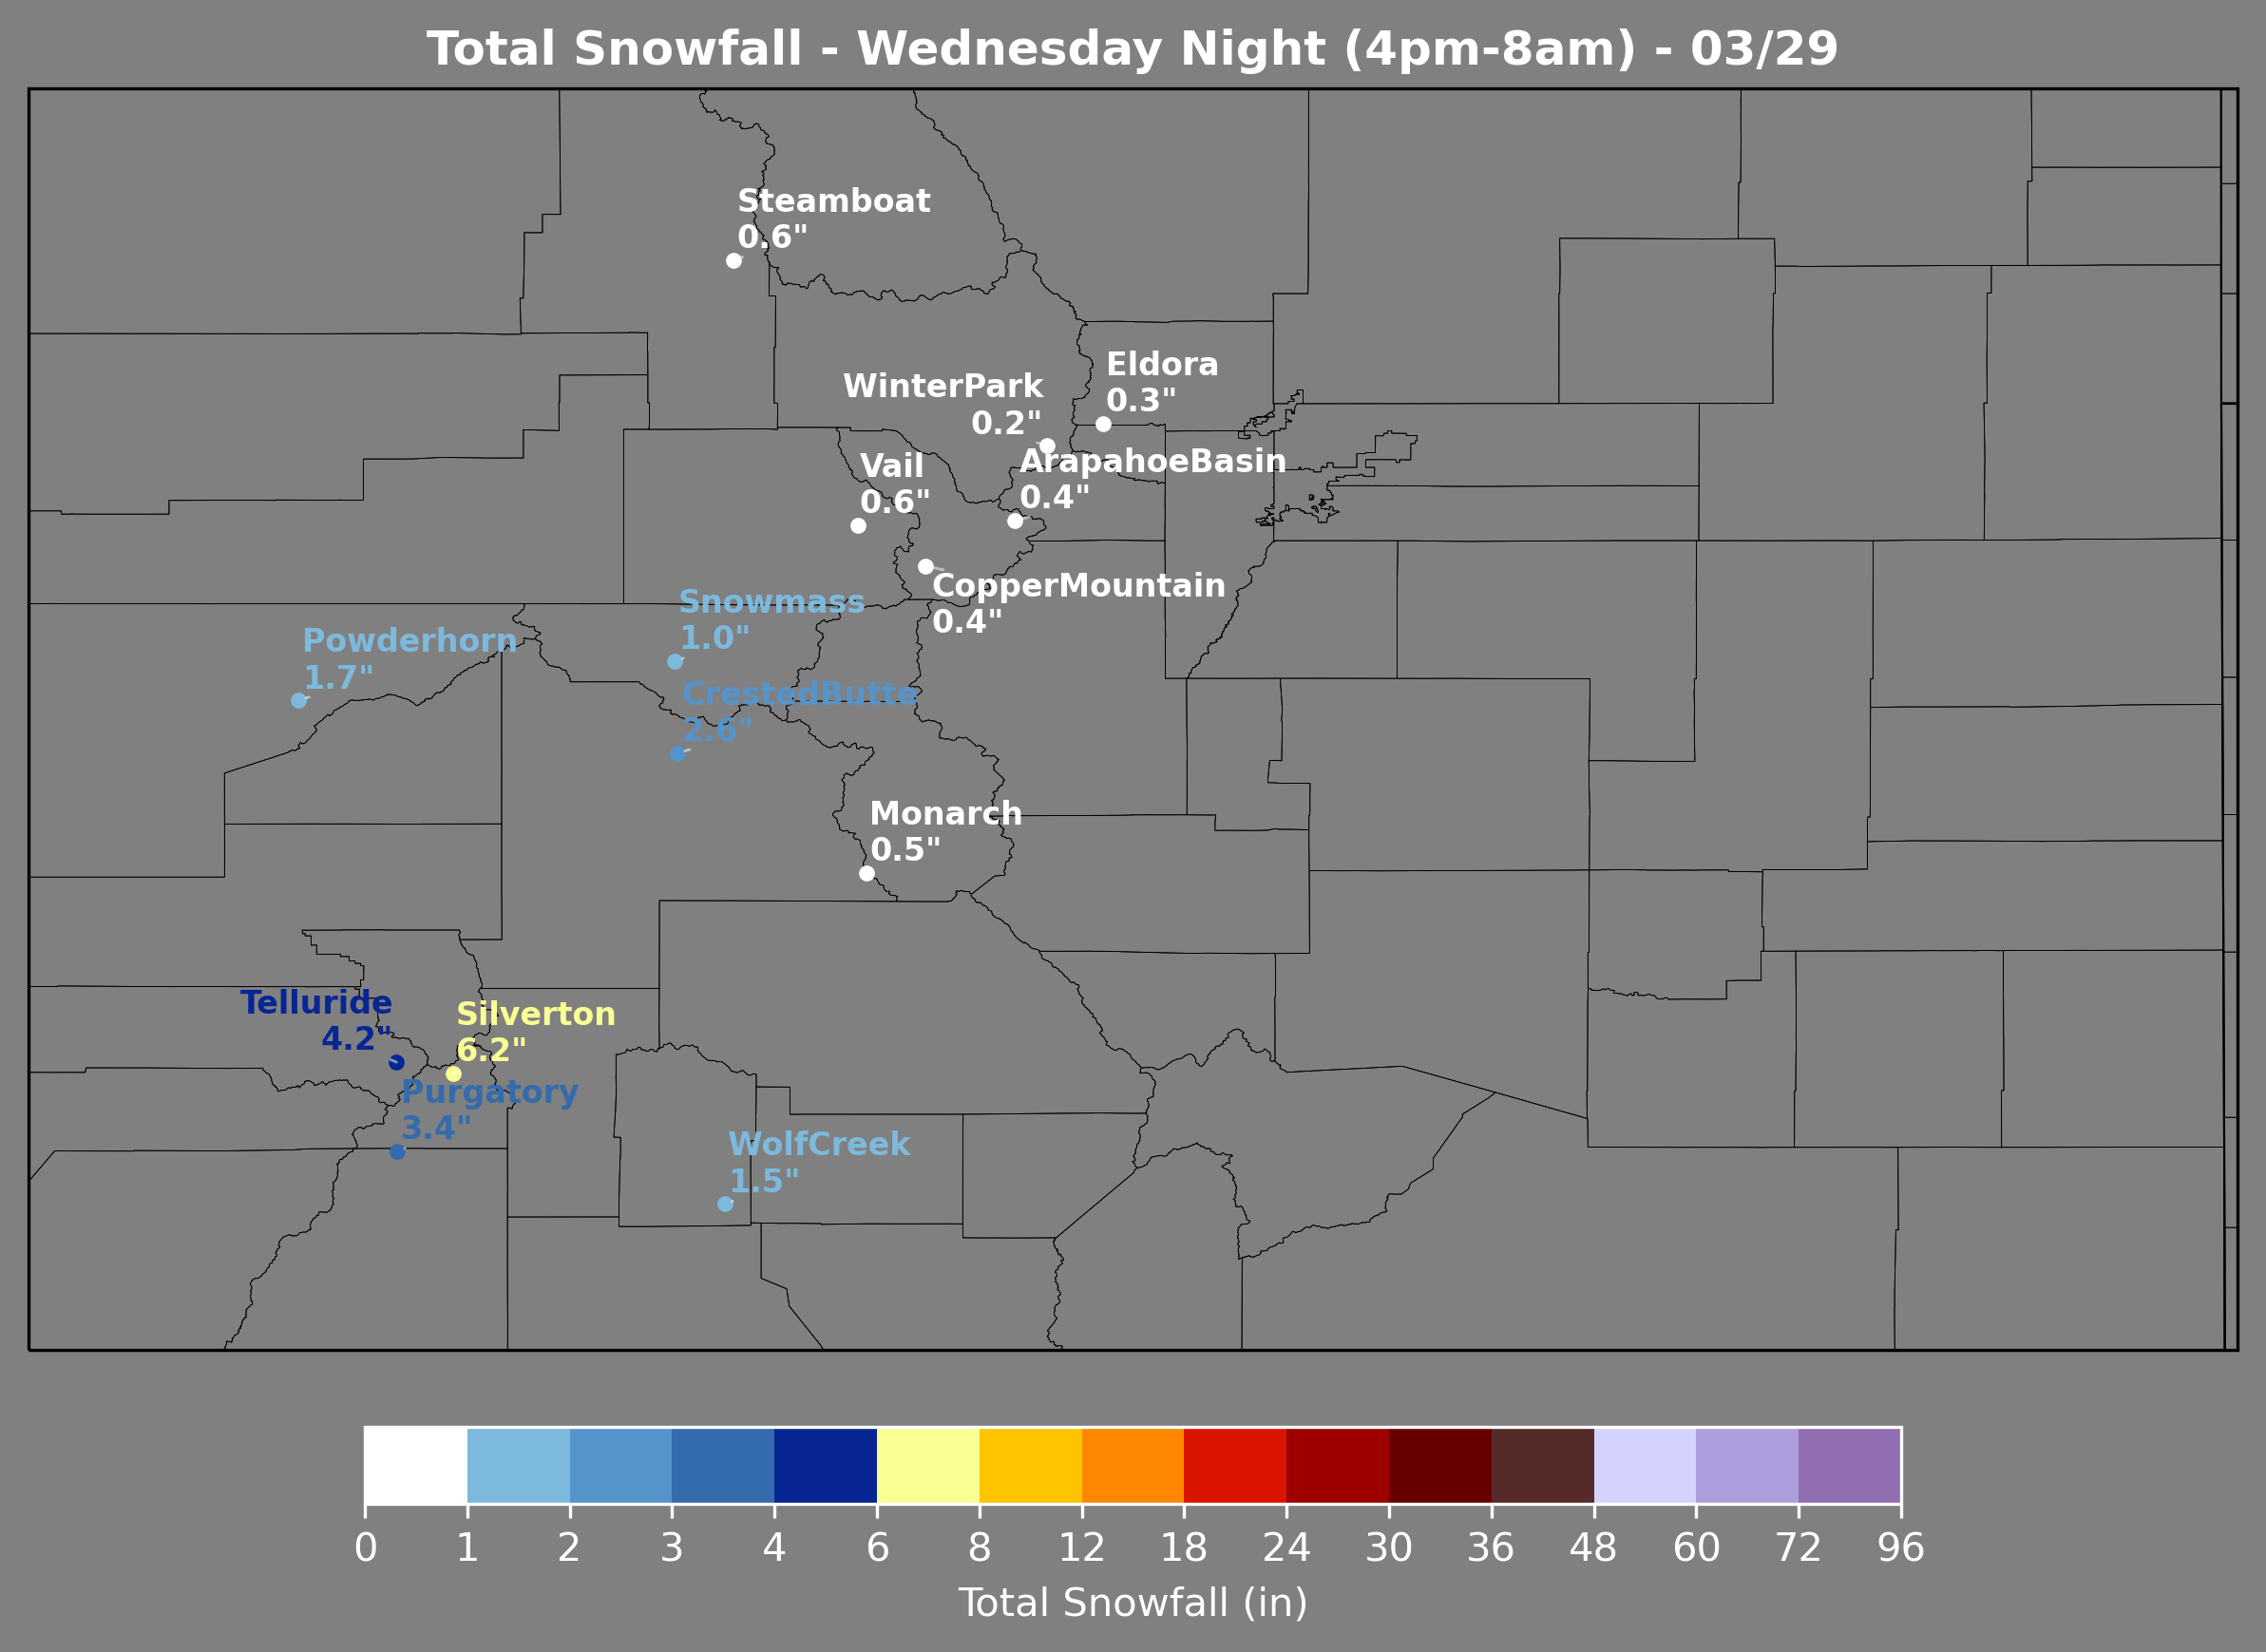 Total Snowfall - Wednesday Night (4pm-8am) - 03/29
Steamboat
0.6"
Eldora
0.3"
WinterPark
0.2"
ArapahoeBasin
0.4"
Vail
0.6"
CopperMountain
0.4"
Snowmass
1.0"
Powderhorn
1.7"
CrestedButte
2.6"
Monarch
0.5"
Telluride
4.2"
Silverton
6.2"
Purgatory
3.4"
WolfCreek
1.5"
0 1 2 3 4 6 8 12 18 24 30 36 48 60 72 96
Total Snowfall (in)